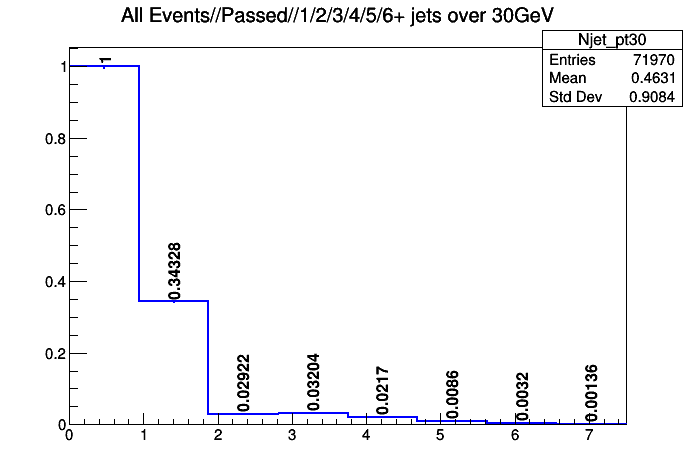 All Events//Passed//1/2/3/4/5/6+ jets over 30GeV
Njet_pt30
Entries 71970
Mean 0.4631
Std Dev 0.9084
1
0.8
0.6
0.4
0.2
0
1
0.34328
0.02922
0.03204
0.0217
0.0086
0.0032
0.00136
0 1 2 3 4 5 6 7